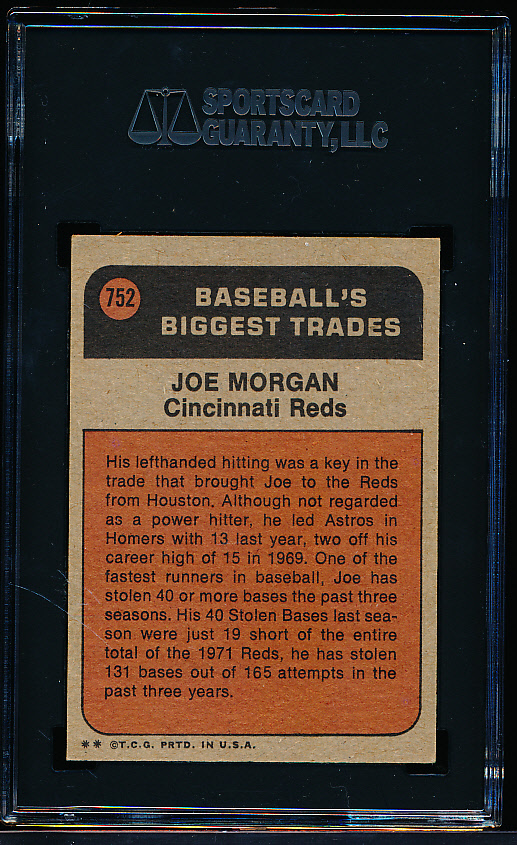 SPORTSCARD
GUARANTY, LLC
752
BASEBALL'S
BIGGEST TRADES
JOE MORGAN
Cincinnati Reds
His lefthanded hitting was a key in the
trade that brought Joe to the Reds
from Houston. Although not regarded
as a power hitter, he led Astros in
Homers with 13 last year, two off his
career high of 15 in 1969. One of the
fastest runners in baseball, Joe has
stolen 40 or more bases the past three
seasons. His 40 Stolen Bases last sea-
son were just 19 short of the entire
total of the 1971 Reds, he has stolen
131 bases out of 165 attempts in the
past three years.
** ©T.C.G. PRTD. IN U.S.A.